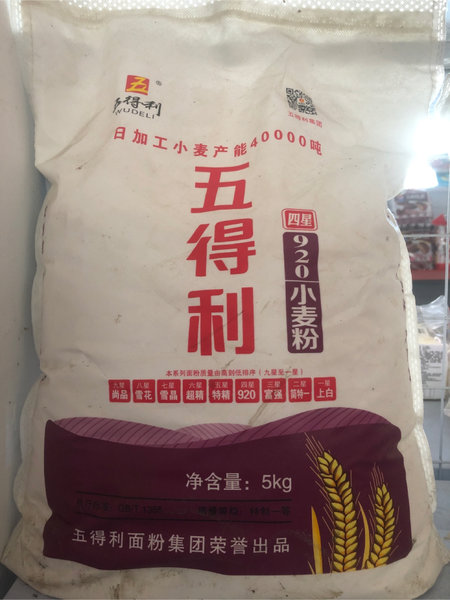 五
®
五得利
WUDELI
五得利集团
日加工小麦产能40000吨
五得利
四星
920小麦粉
本系列面粉质量由高到低排序(九星至一星)
九星 八星 七星 六星 五星 四星 三星 二星 一星
尚品 雪花 雪晶 超精 特精 920 富强 简特一 上白
净含量:5kg
五得利面粉集团荣誉出品